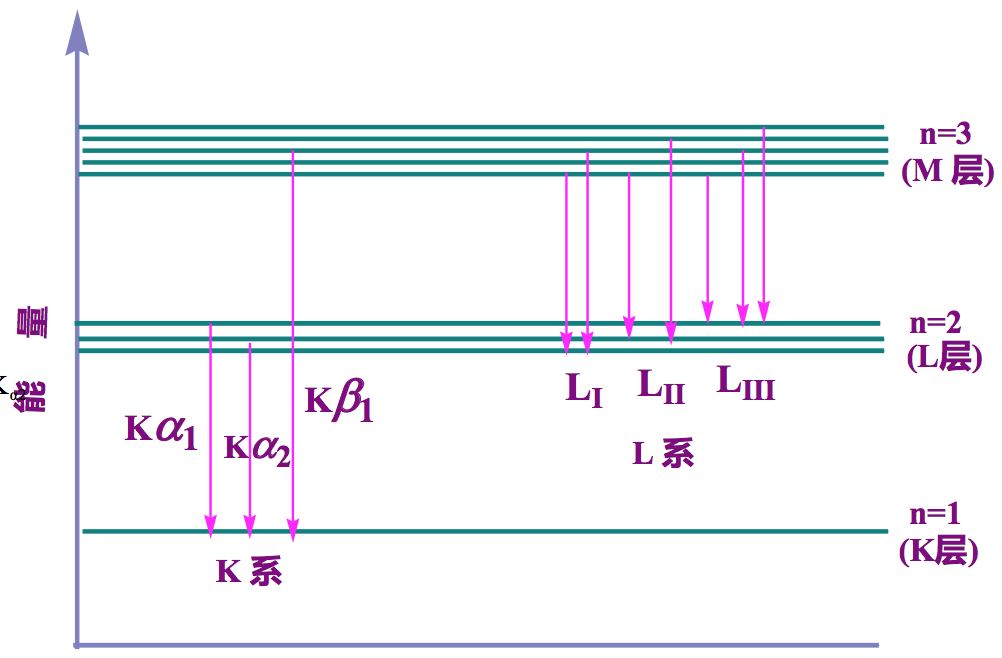 n=3
(M 层)
能 量
n=2
(L层)
Kα1
Kα2
Kβ1
LI
LII
LIII
L 系
n=1
(K层)
K 系